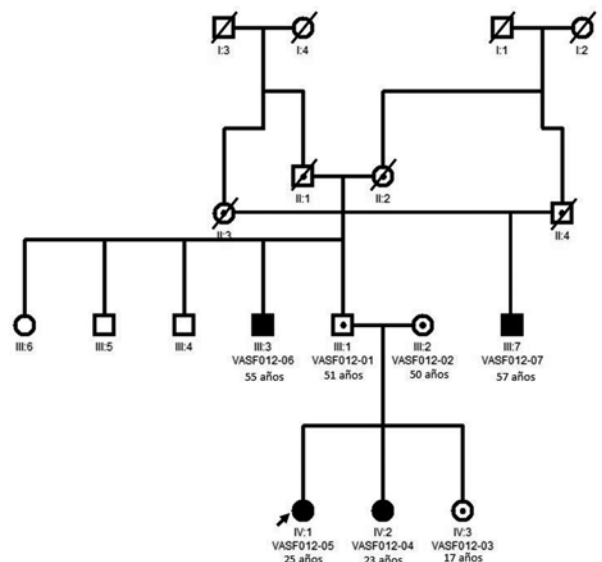 I:3 I:4 I:1 I:2
II:1 II:2
II:3 II:4
III:6 III:5 III:4 III:3 III:1 III:2 III:7
VASF012-06 VASF012-01 VASF012-02 VASF012-07
55 años 51 años 50 años 57 años
IV:1 IV:2 IV:3
VASF012-05 VASF012-04 VASF012-03
25 años 23 años 17 años